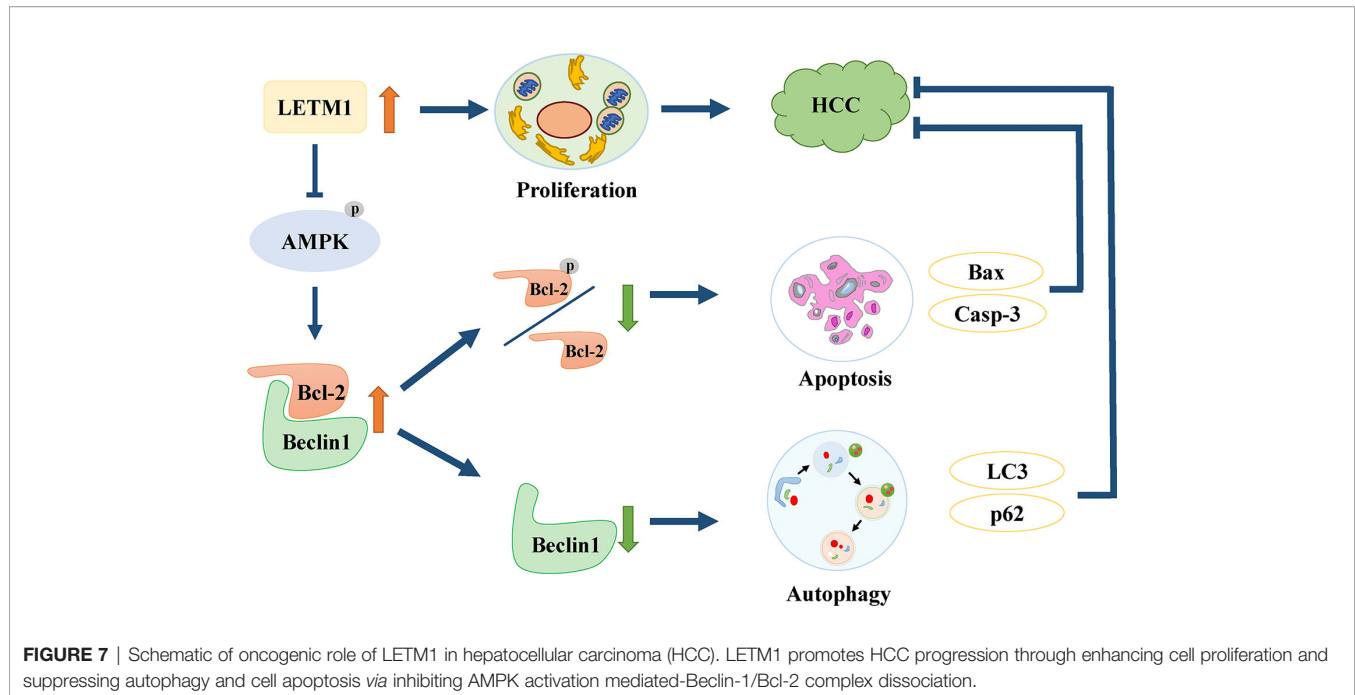 LETM1
Proliferation
HCC
p
AMPK
p
Bcl-2
Bcl-2
Bax
Casp-3
Apoptosis
Bcl-2
Beclin1
Beclin1
LC3
p62
Autophagy
FIGURE 7 | Schematic of oncogenic role of LETM1 in hepatocellular carcinoma (HCC). LETM1 promotes HCC progression through enhancing cell proliferation and
suppressing autophagy and cell apoptosis via inhibiting AMPK activation mediated-Beclin-1/Bcl-2 complex dissociation.